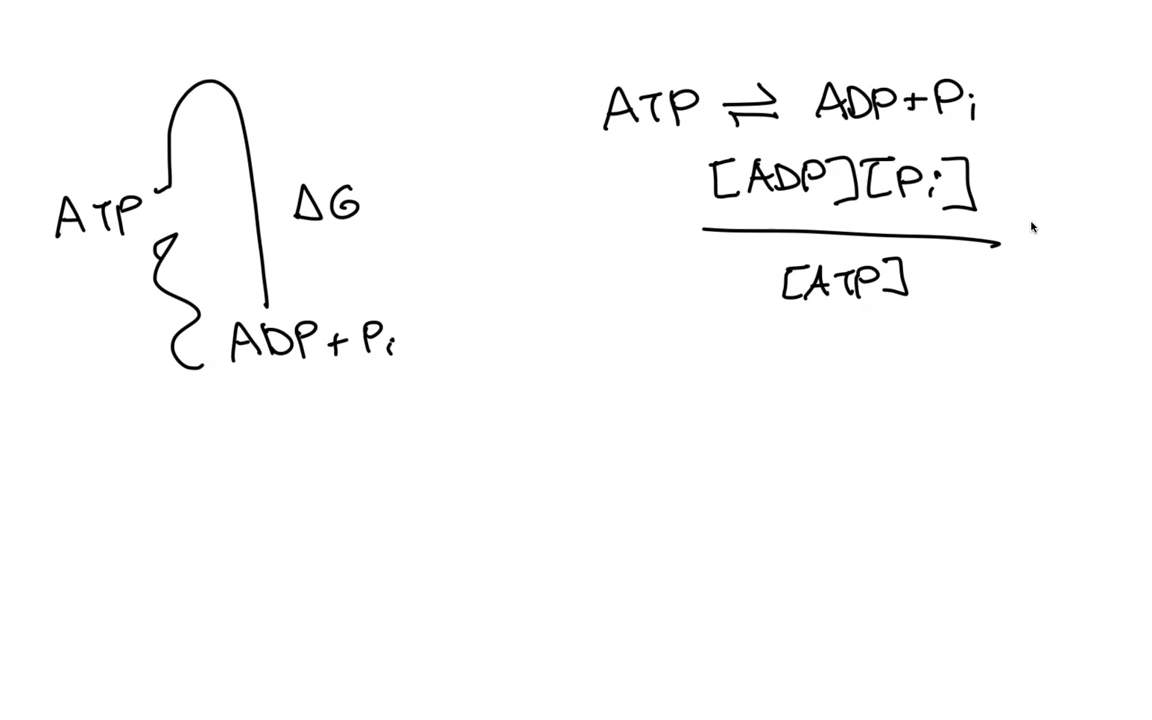 ATP
ΔG
ADP + Pi
ATP ⇌ ADP + Pi
[ADP][Pi]
[ATP]